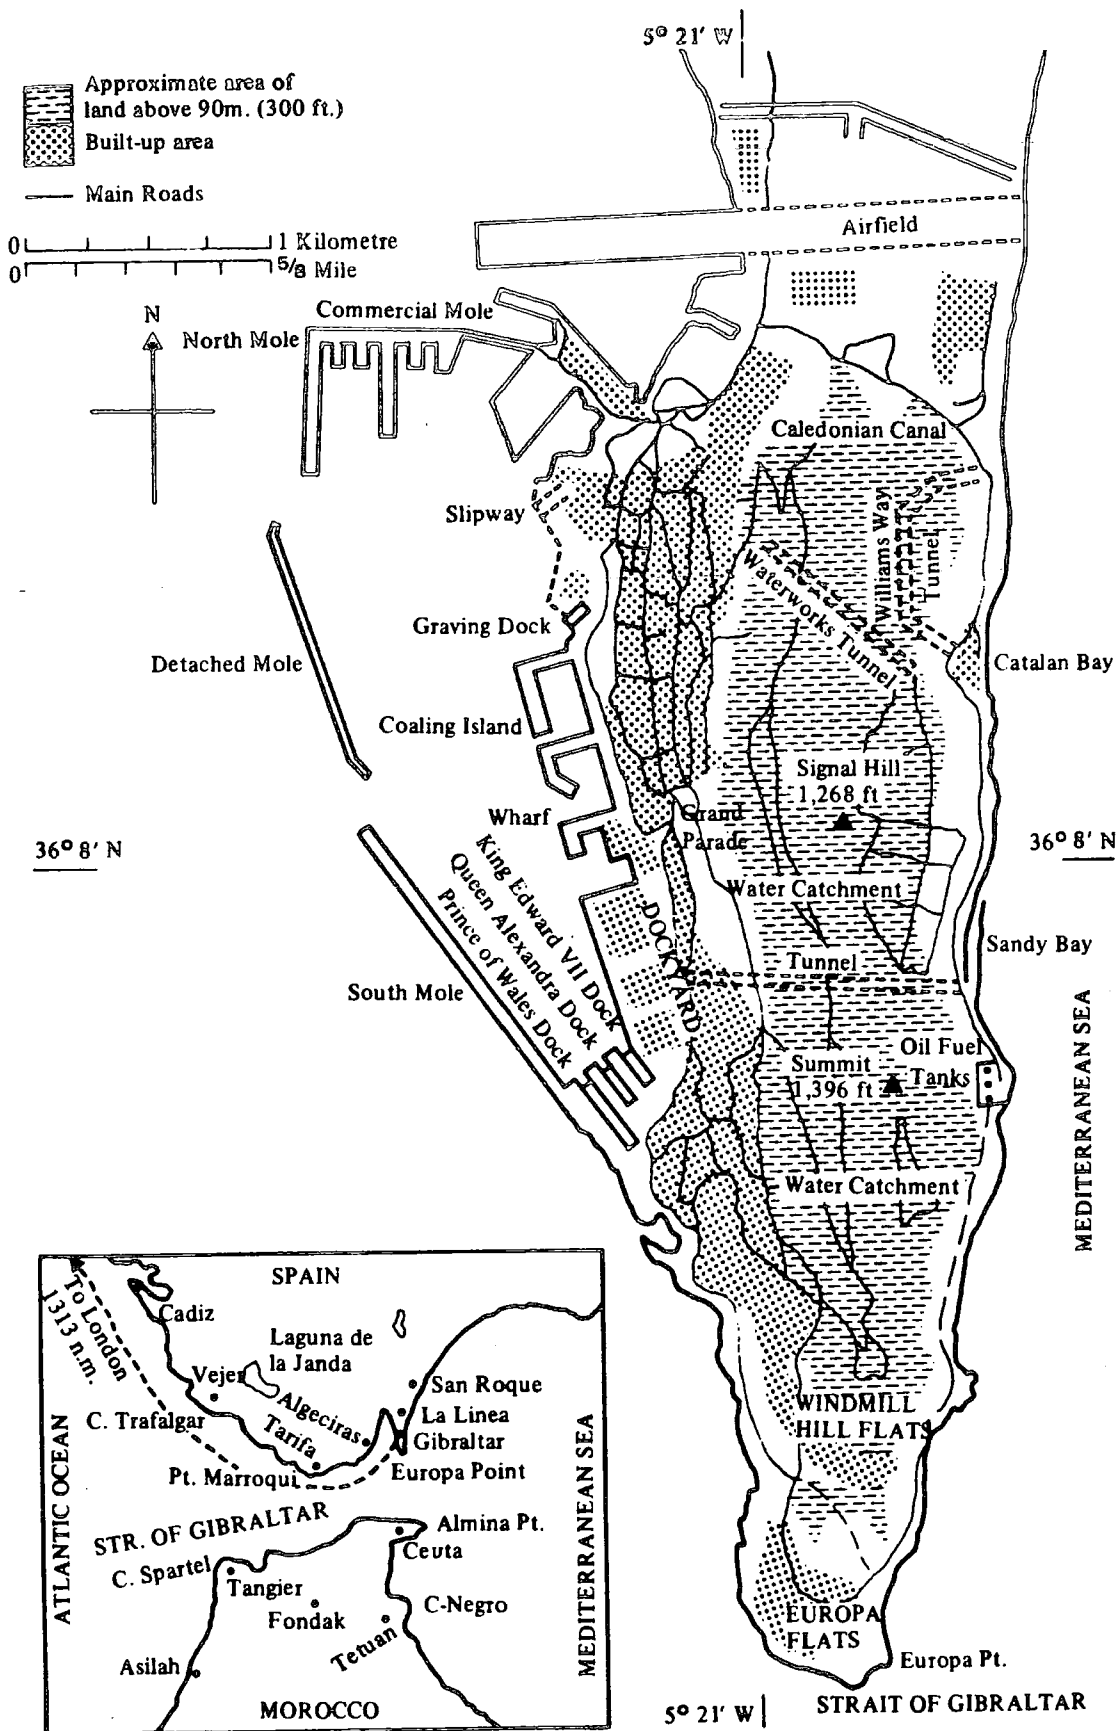 5° 21′ W
Approximate area of
land above 90m. (300 ft.)
Built-up area
Main Roads
0 1 Kilometre
0 5/8 Mile
N
Airfield
Commercial Mole
North Mole
Caledonian Canal
Slipway
Williams Way
Tunnel
Waterworks Tunnel
Graving Dock
Detached Mole
Catalan Bay
Coaling Island
Signal Hill
1,268 ft
Wharf
Grand
Parade
36° 8′ N
36° 8′ N
King Edward VII Dock
Queen Alexandra Dock
Prince of Wales Dock
Water Catchment
DOCKYARD
Sandy Bay
Tunnel
South Mole
Oil Fuel
Tanks
Summit
1,396 ft
MEDITERRANEAN SEA
Water Catchment
WINDMILL
HILL FLATS
EUROPA
FLATS
Europa Pt.
5° 21′ W
STRAIT OF GIBRALTAR
SPAIN
To London
1313 n.m.
Cadiz
Laguna de
la Janda
Vejer
San Roque
Algeciras
La Linea
C. Trafalgar
Tarifa
Gibraltar
Pt. Marroqui
Europa Point
ATLANTIC OCEAN
MEDITERRANEAN SEA
STR. OF GIBRALTAR
Almina Pt.
Ceuta
C. Spartel
Tangier
Fondak
C-Negro
Tetuan
Asilah
MOROCCO